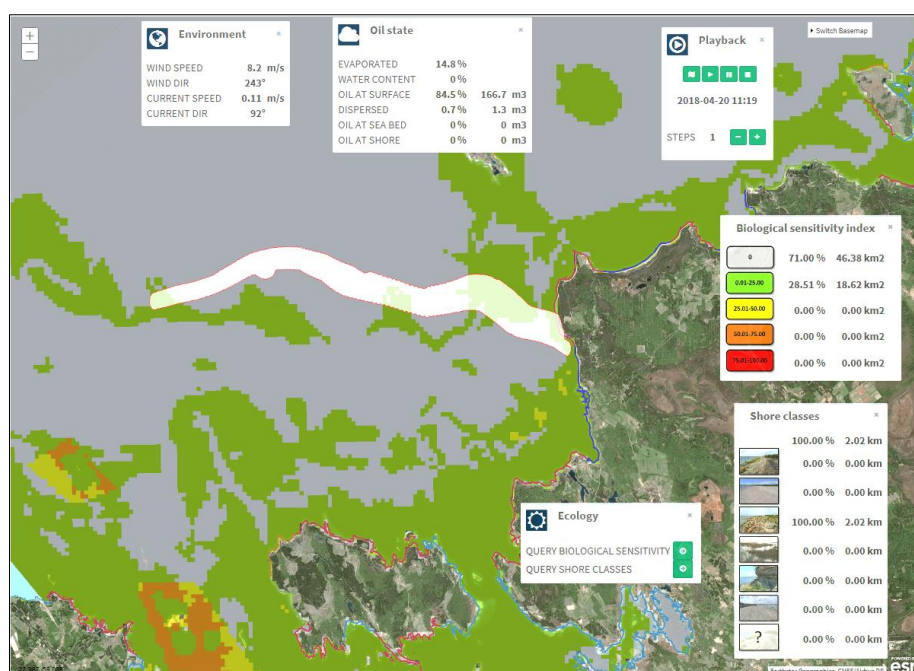 +
−
Environment ×
WIND SPEED 8.2 m/s
WIND DIR 243°
CURRENT SPEED 0.11 m/s
CURRENT DIR 92°
Oil state ×
EVAPORATED 14.8 %
WATER CONTENT 0 %
OIL AT SURFACE 84.5 % 166.7 m3
DISPERSED 0.7 % 1.3 m3
OIL AT SEA BED 0 % 0 m3
OIL AT SHORE 0 % 0 m3
Playback ×
2018-04-20 11:19
STEPS 1 − +
Switch Basemap
Biological sensitivity index ×
0 71.00 % 46.38 km2
0.01-25.00 28.51 % 18.62 km2
25.01-50.00 0.00 % 0.00 km2
50.01-75.00 0.00 % 0.00 km2
75.01-100.00 0.00 % 0.00 km2
Shore classes ×
100.00 % 2.02 km
0.00 % 0.00 km
0.00 % 0.00 km
100.00 % 2.02 km
0.00 % 0.00 km
0.00 % 0.00 km
0.00 % 0.00 km
? 0.00 % 0.00 km
Ecology ×
QUERY BIOLOGICAL SENSITIVITY
QUERY SHORE CLASSES
POWERED BY
esri